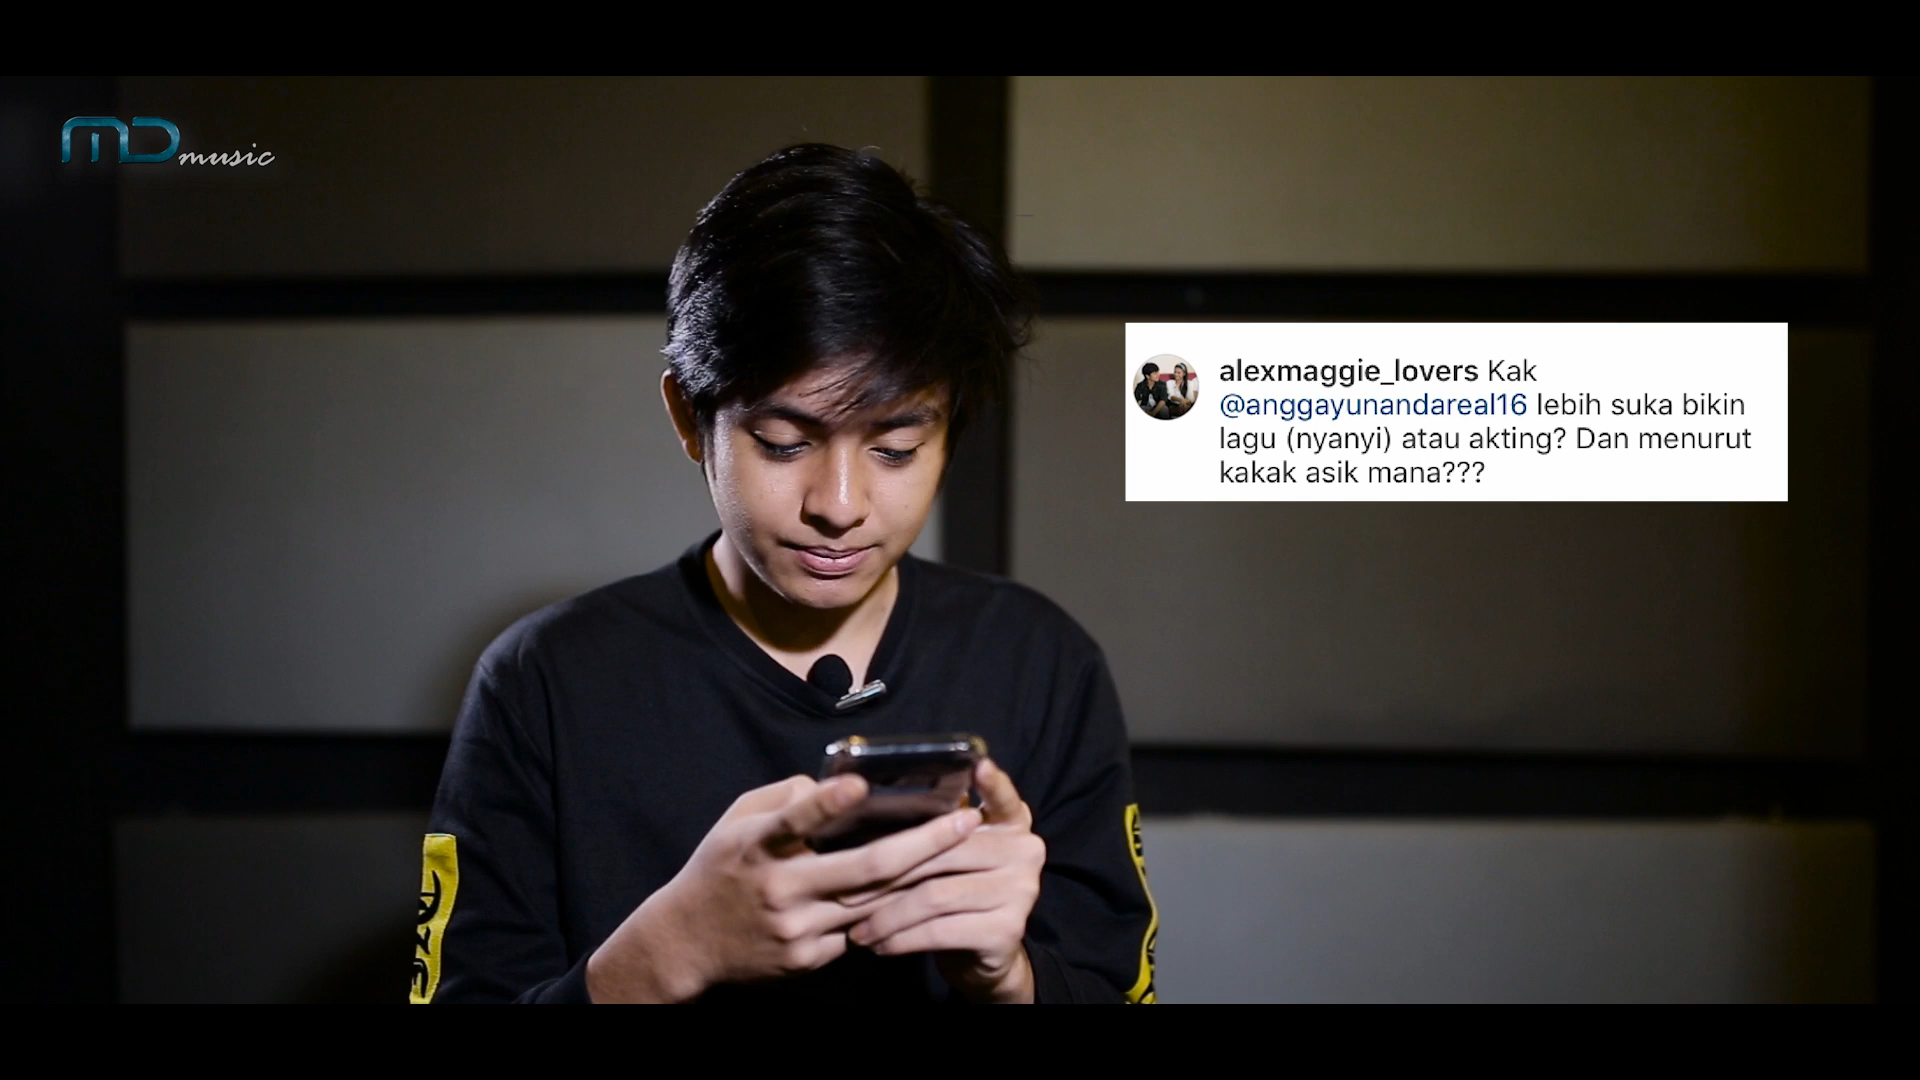 MD music
alexmaggie_lovers Kak
@anggayunandareal16 lebih suka bikin
lagu (nyanyi) atau akting? Dan menurut
kakak asik mana???